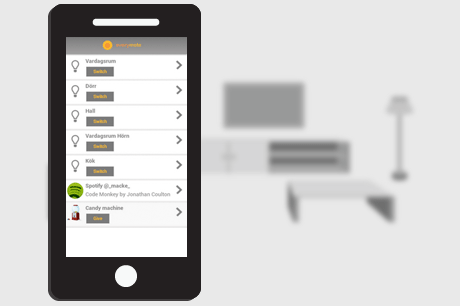 Vardagsrum
Switch
Dörr
Switch
Hall
Switch
Vardagsrum Hörn
Switch
Kök
Switch
Spotify @_macke_
Code Monkey by Jonathan Coulton
Candy machine